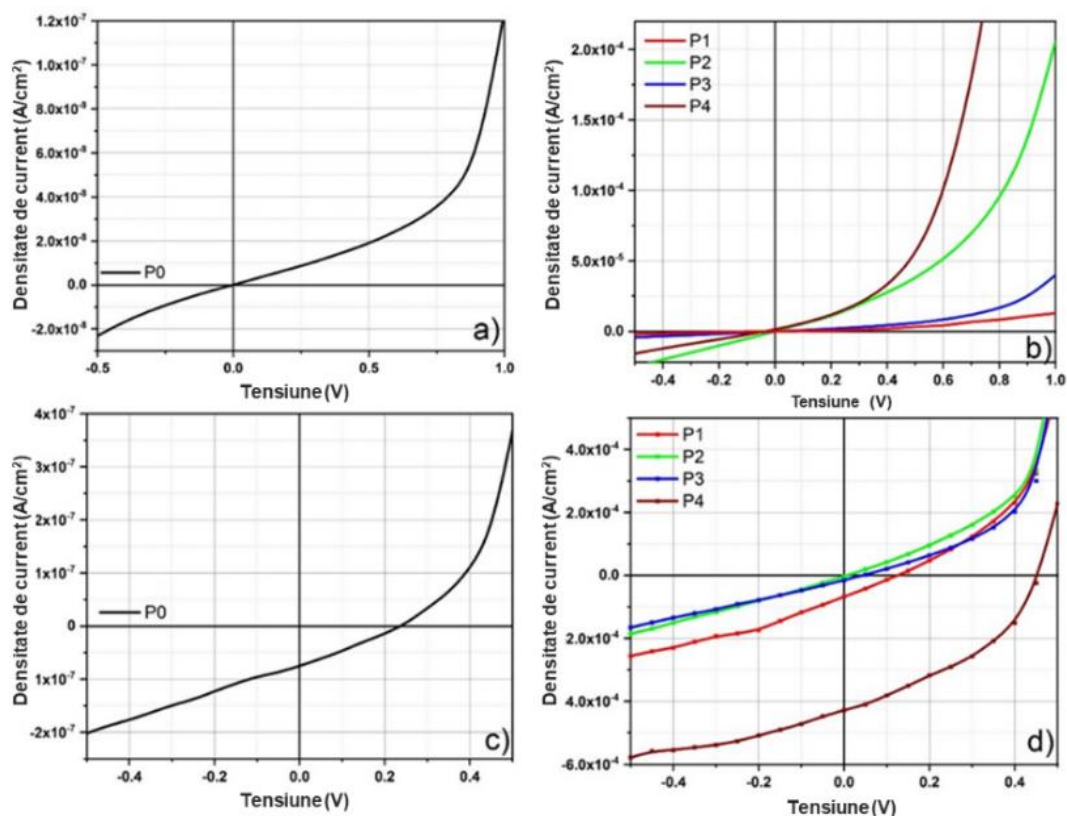 Densitate de current (A/cm²)
1.2x10⁻⁷
1.0x10⁻⁷
8.0x10⁻⁸
6.0x10⁻⁸
4.0x10⁻⁸
2.0x10⁻⁸
0.0
-2.0x10⁻⁸
P0
a)
-0.5 0.0 0.5 1.0
Tensiune (V)
Densitate de current (A/cm²)
2.0x10⁻⁴
1.5x10⁻⁴
1.0x10⁻⁴
5.0x10⁻⁵
0.0
P1
P2
P3
P4
b)
-0.4 -0.2 0.0 0.2 0.4 0.6 0.8 1.0
Tensiune (V)
Densitate de current (A/cm²)
4x10⁻⁷
3x10⁻⁷
2x10⁻⁷
1x10⁻⁷
0
1x10⁻⁷
-2x10⁻⁷
P0
c)
-0.4 -0.2 0.0 0.2 0.4
Tensiune (V)
Densitate de current (A/cm²)
4.0x10⁻⁴
2.0x10⁻⁴
0.0
-2.0x10⁻⁴
-4.0x10⁻⁴
-6.0x10⁻⁴
P1
P2
P3
P4
d)
-0.4 -0.2 0.0 0.2 0.4
Tensiune (V)